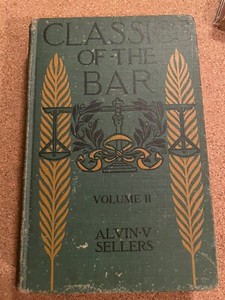 CLASSICS
OF THE
BAR
VOLUME II
ALVIN·V
SELLERS